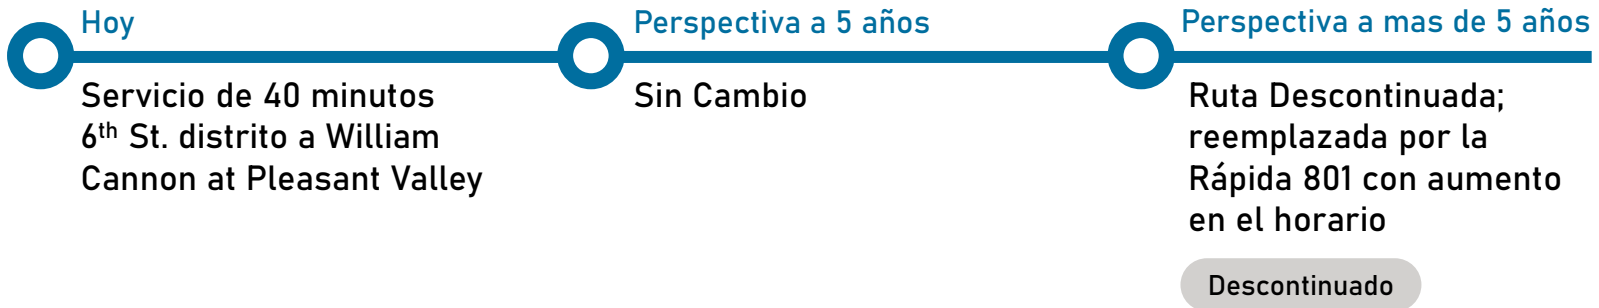 Hoy
Servicio de 40 minutos
6th St. distrito a William
Cannon at Pleasant Valley
Perspectiva a 5 años
Sin Cambio
Perspectiva a mas de 5 años
Ruta Descontinuada;
reemplazada por la
Rápida 801 con aumento
en el horario
Descontinuado